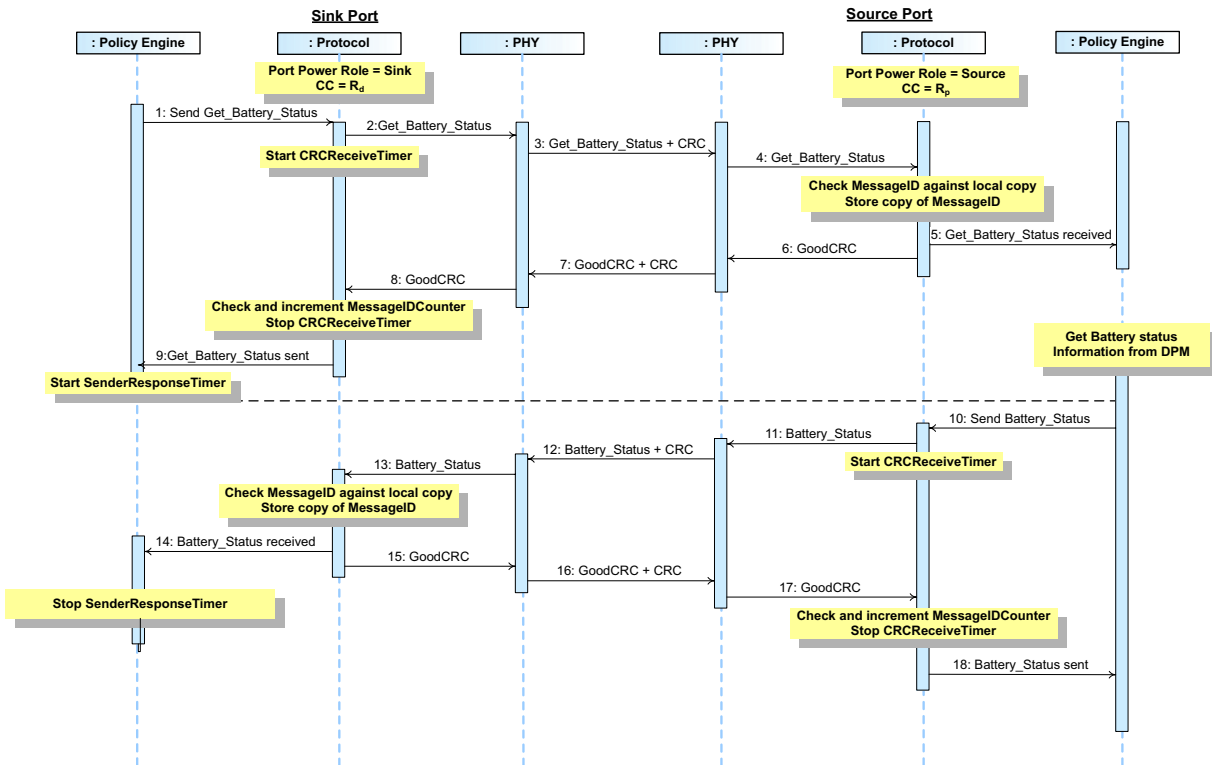 Sink Port
Source Port
: Policy Engine
: Protocol
: PHY
: PHY
: Protocol
: Policy Engine
Port Power Role = Sink
CC = Rd
Port Power Role = Source
CC = Rp
1: Send Get_Battery_Status
2:Get_Battery_Status
Start CRCReceiveTimer
3: Get_Battery_Status + CRC
4: Get_Battery_Status
Check MessageID against local copy
Store copy of MessageID
5: Get_Battery_Status received
6: GoodCRC
7: GoodCRC + CRC
8: GoodCRC
Check and increment MessageIDCounter
Stop CRCReceiveTimer
Get Battery status
Information from DPM
9:Get_Battery_Status sent
Start SenderResponseTimer
10: Send Battery_Status
11: Battery_Status
Start CRCReceiveTimer
12: Battery_Status + CRC
13: Battery_Status
Check MessageID against local copy
Store copy of MessageID
14: Battery_Status received
15: GoodCRC
16: GoodCRC + CRC
17: GoodCRC
Stop SenderResponseTimer
Check and increment MessageIDCounter
Stop CRCReceiveTimer
18: Battery_Status sent